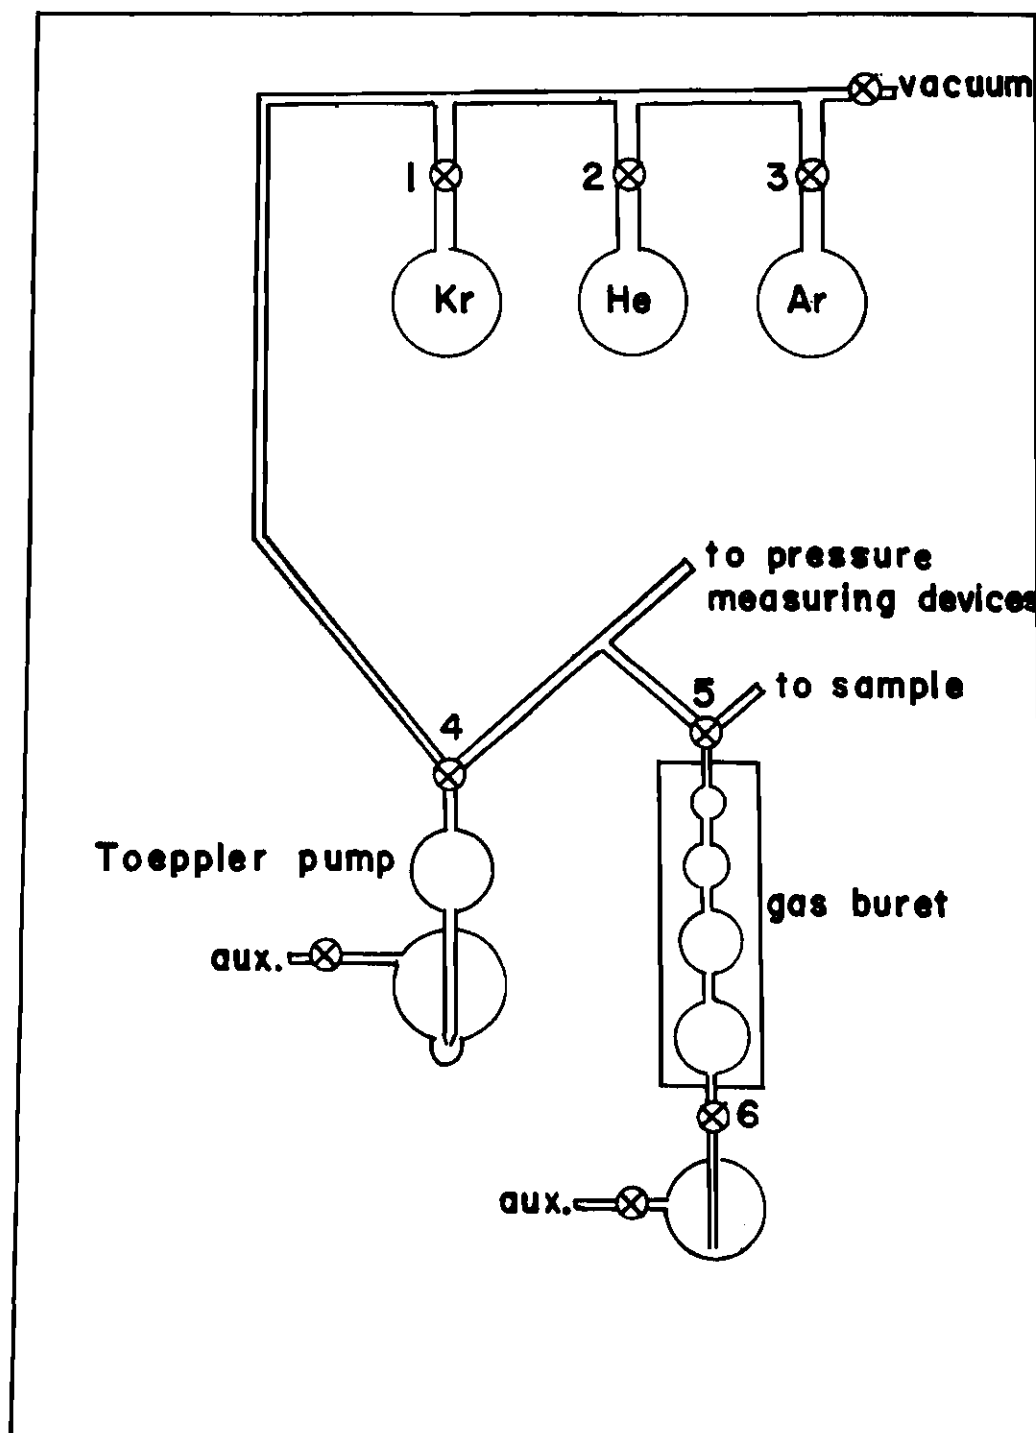 vacuum
1
2
3
Kr
He
Ar
to pressure
measuring devices
5
to sample
4
Toeppler pump
gas buret
aux.
6
aux.